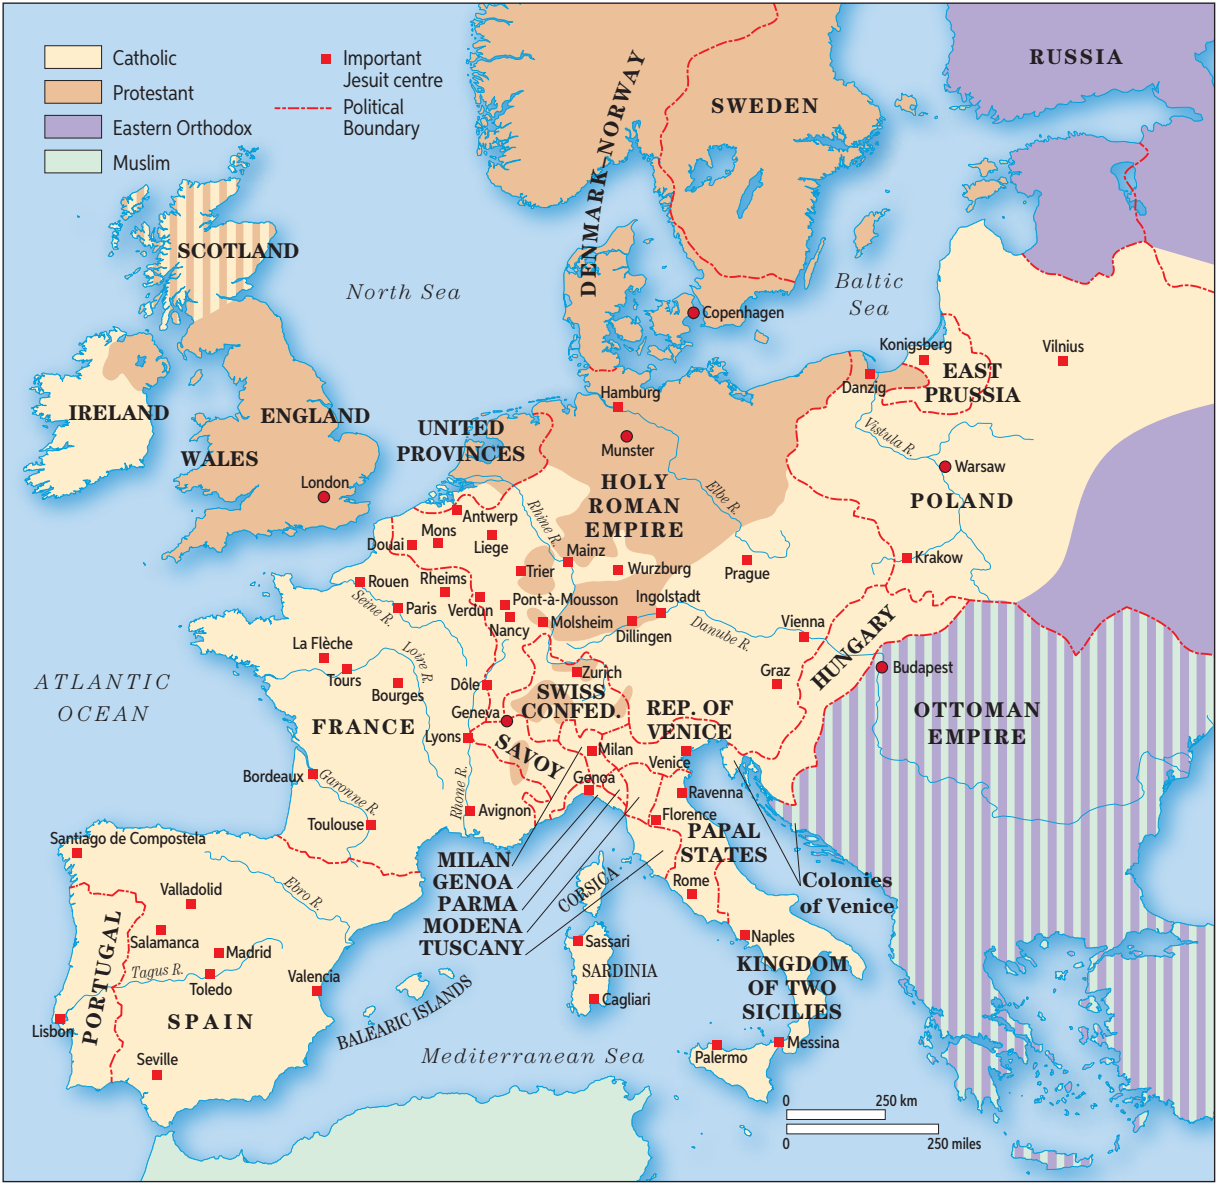 Catholic
Protestant
Eastern Orthodox
Muslim
Important
Jesuit centre
Political
Boundary
RUSSIA
SWEDEN
DENMARK–NORWAY
SCOTLAND
North Sea
Baltic
Sea
Copenhagen
Konigsberg
Vilnius
EAST
PRUSSIA
Danzig
Hamburg
IRELAND
ENGLAND
UNITED
PROVINCES
Munster
Vistula R.
WALES
Warsaw
London
HOLY
ROMAN
EMPIRE
Elbe R.
POLAND
Rhine R.
Antwerp
Mons
Douai
Liege
Mainz
Krakow
Trier
Wurzburg
Prague
Rouen
Rheims
Seine R.
Paris
Verdun
Pont-à-Mousson
Ingolstadt
Nancy
Molsheim
Dillingen
Danube R.
Vienna
HUNGARY
La Flèche
Loire R.
Tours
Bourges
Dôle
Zurich
Graz
Budapest
ATLANTIC
OCEAN
SWISS
CONFED.
Geneva
REP. OF
VENICE
OTTOMAN
EMPIRE
FRANCE
Lyons
SAVOY
Milan
Venice
Bordeaux
Garonne R.
Rhone R.
Genoa
Ravenna
Avignon
Toulouse
Florence
PAPAL
STATES
Santiago de Compostela
MILAN
GENOA
PARMA
MODENA
TUSCANY
CORSICA
Rome
Colonies
of Venice
Valladolid
Ebro R.
PORTUGAL
Salamanca
Madrid
Tagus R.
Toledo
Valencia
Sassari
SARDINIA
Cagliari
Naples
KINGDOM
OF TWO
SICILIES
Lisbon
SPAIN
BALEARIC ISLANDS
Seville
Mediterranean Sea
Palermo
Messina
0 250 km
0 250 miles